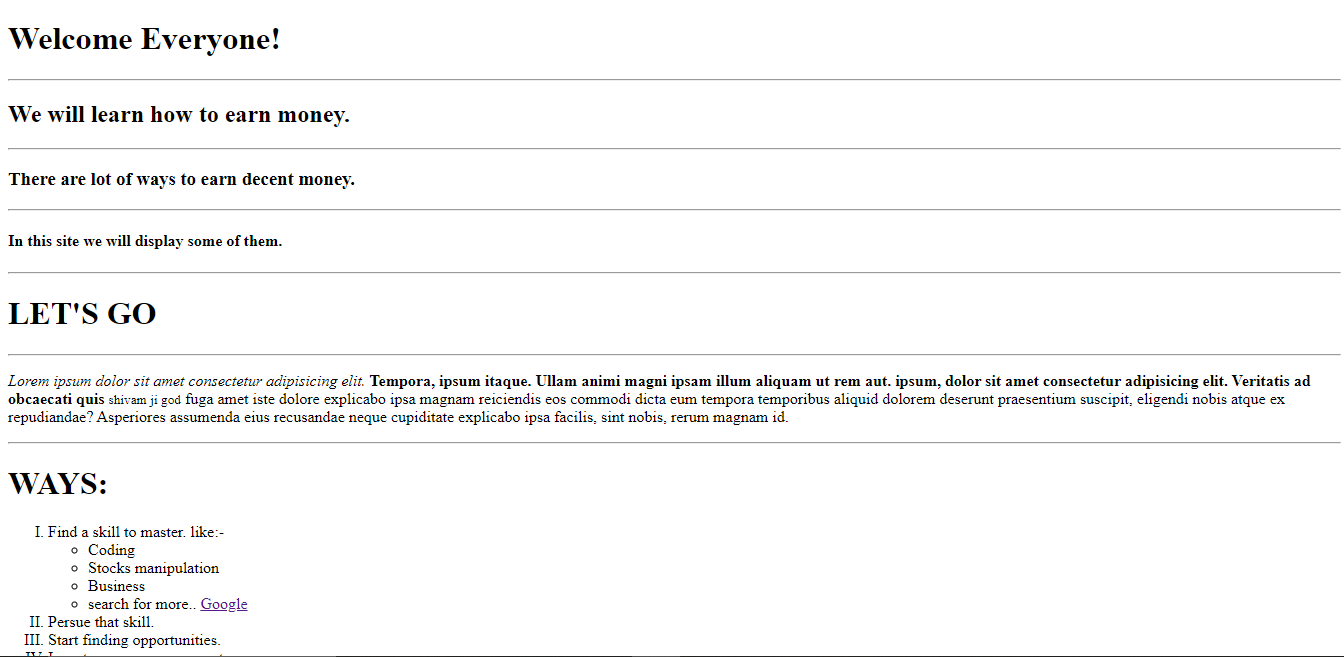 Welcome Everyone!
We will learn how to earn money.
There are lot of ways to earn decent money.
In this site we will display some of them.
LET'S GO
Lorem ipsum dolor sit amet consectetur adipisicing elit. Tempora, ipsum itaque. Ullam animi magni ipsam illum aliquam ut rem aut. ipsum, dolor sit amet consectetur adipisicing elit. Veritatis ad
obcaecati quis shivam ji god fuga amet iste dolore explicabo ipsa magnam reiciendis eos commodi dicta eum tempora temporibus aliquid dolorem deserunt praesentium suscipit, eligendi nobis atque ex
repudiandae? Asperiores assumenda eius recusandae neque cupiditate explicabo ipsa facilis, sint nobis, rerum magnam id.
WAYS:
I. Find a skill to master. like:-
○ Coding
○ Stocks manipulation
○ Business
○ search for more.. Google
II. Persue that skill.
III. Start finding opportunities.